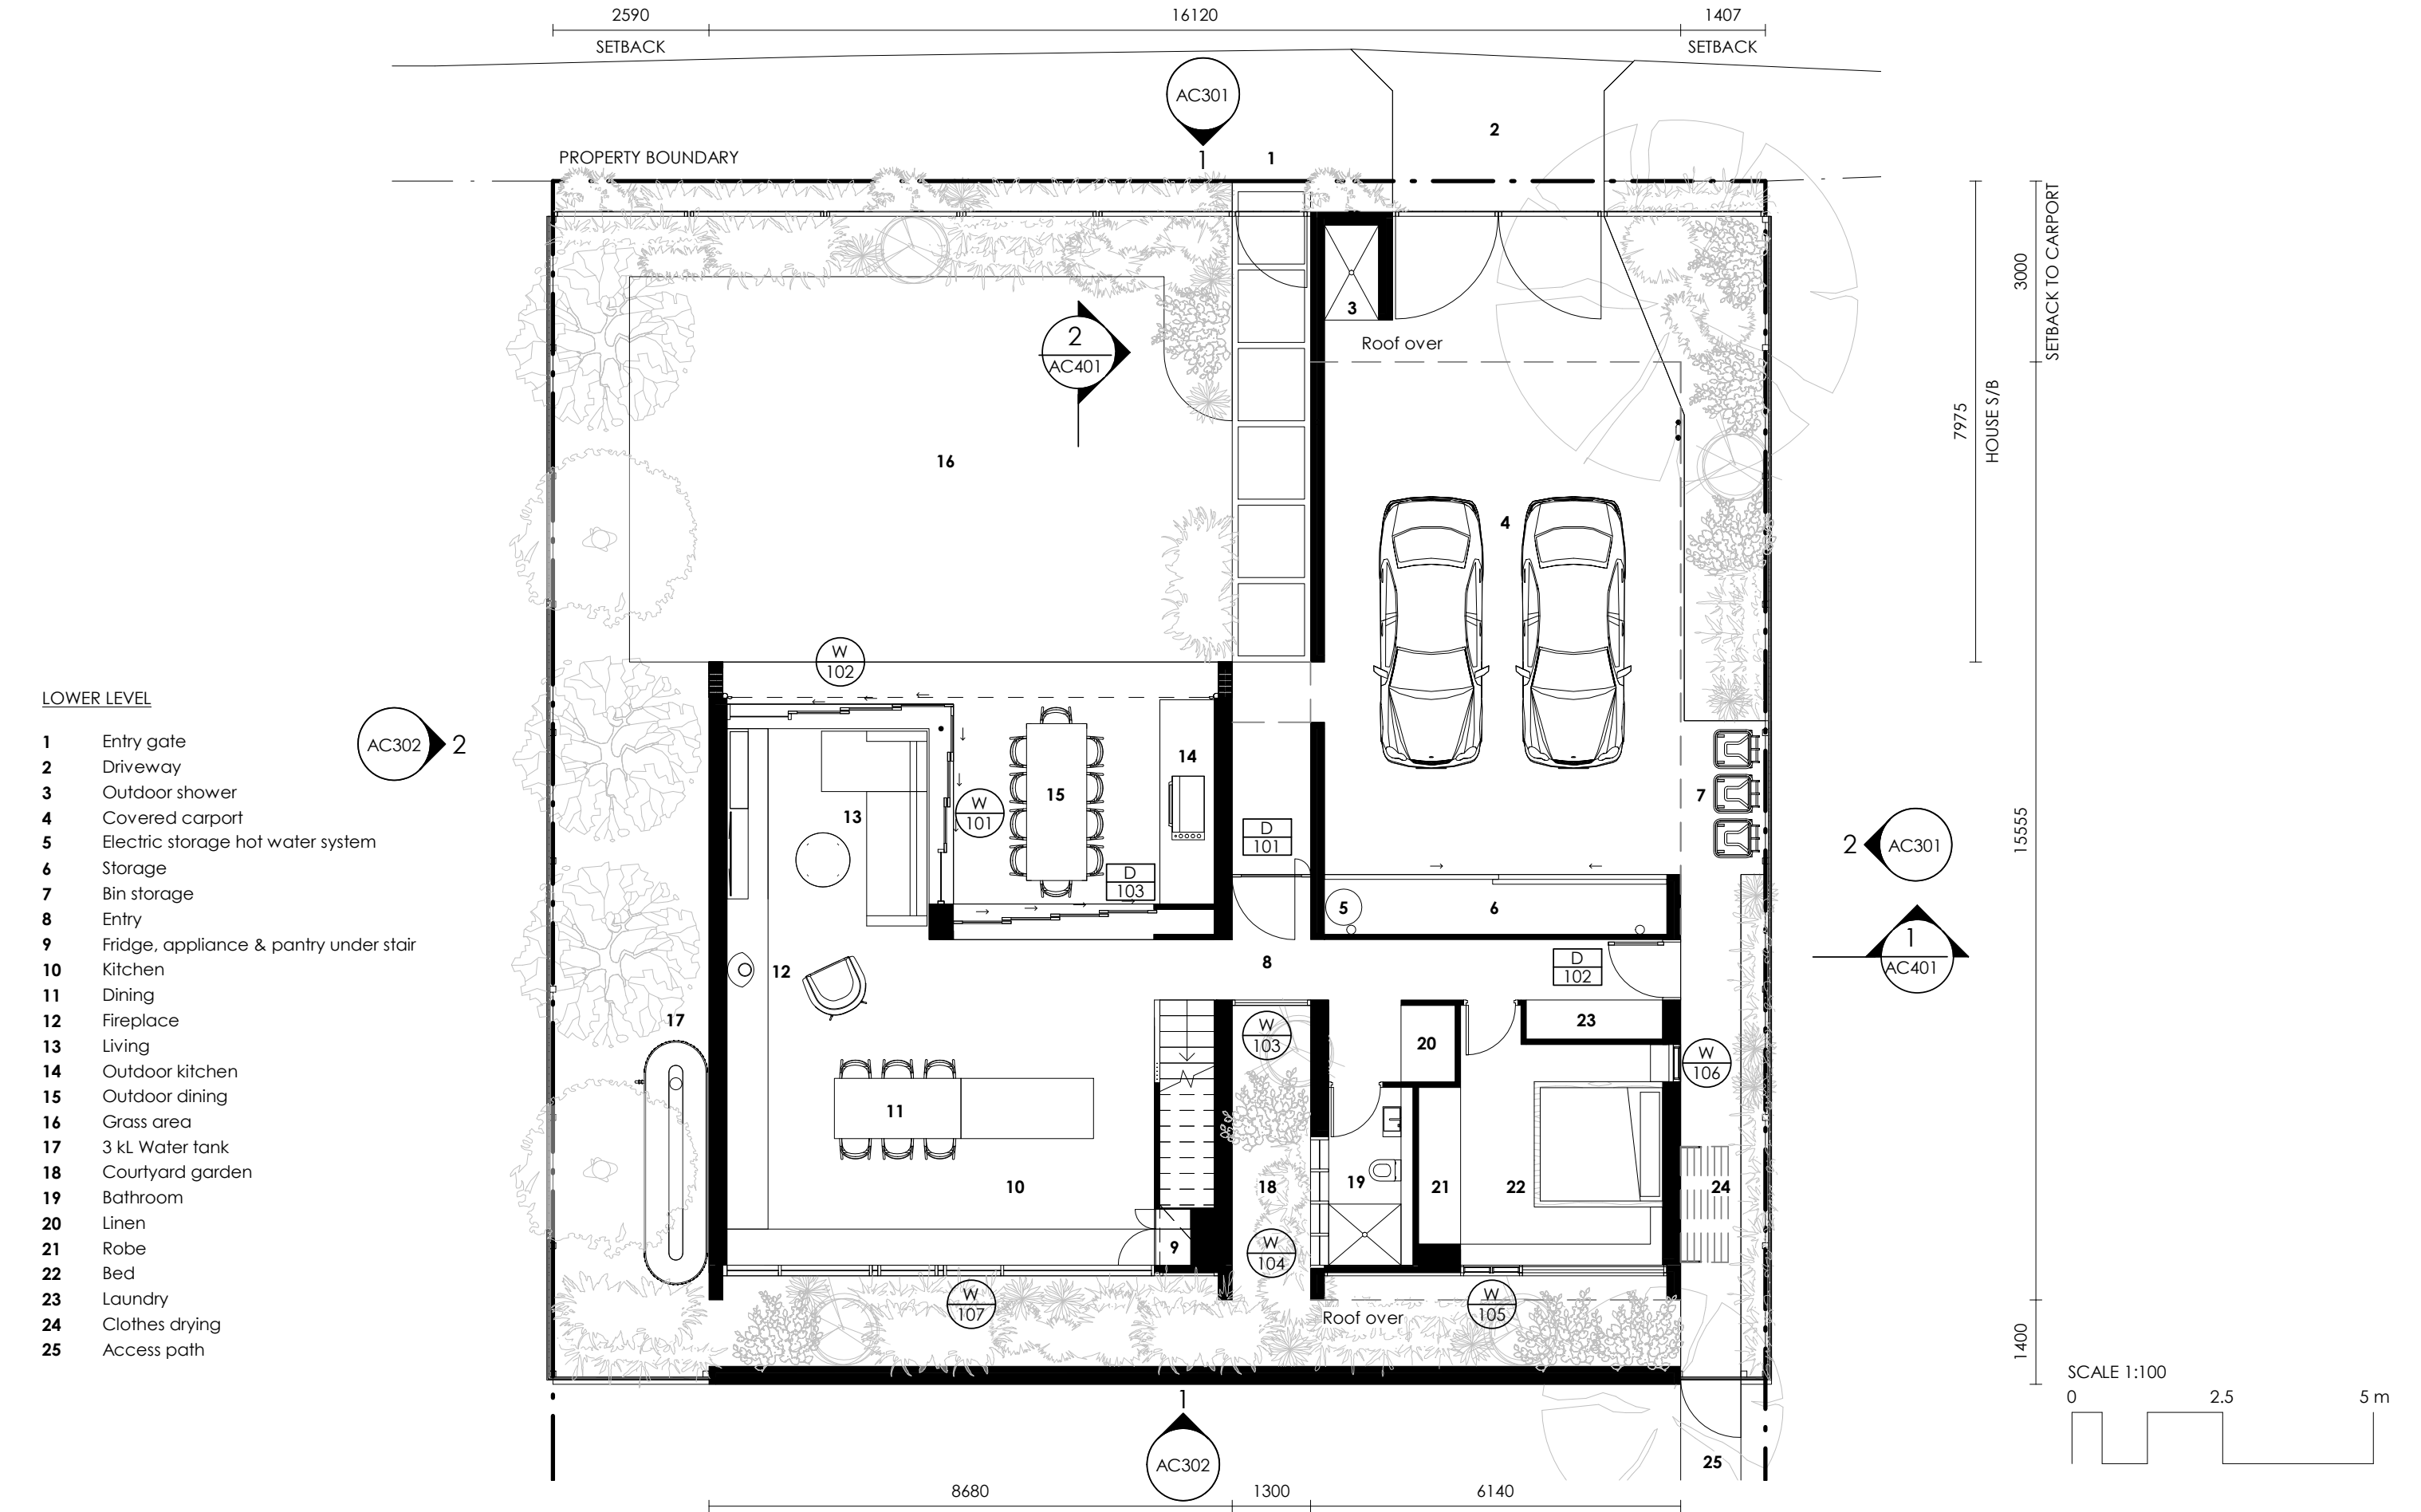 2590 16120 1407
SETBACK SETBACK
AC301
1
PROPERTY BOUNDARY
1
2
3
Roof over
3000
SETBACK TO CARPORT
7975
HOUSE S/B
2
AC401
16
4
W
102
LOWER LEVEL
1 Entry gate
2 Driveway
3 Outdoor shower
4 Covered carport
5 Electric storage hot water system
6 Storage
7 Bin storage
8 Entry
9 Fridge, appliance & pantry under stair
10 Kitchen
11 Dining
12 Fireplace
13 Living
14 Outdoor kitchen
15 Outdoor dining
16 Grass area
17 3 kL Water tank
18 Courtyard garden
19 Bathroom
20 Linen
21 Robe
22 Bed
23 Laundry
24 Clothes drying
25 Access path
AC302 2
14
15
13
W
101
D
101
D
103
7
15555
2 AC301
5
6
1
AC401
8
12
D
102
17
W
103
20
23
W
106
11
10
18
19
21
22
24
9
W
104
W
107
W
105
Roof over
1400
SCALE 1:100
0 2.5 5 m
1
AC302
25
8680 1300 6140